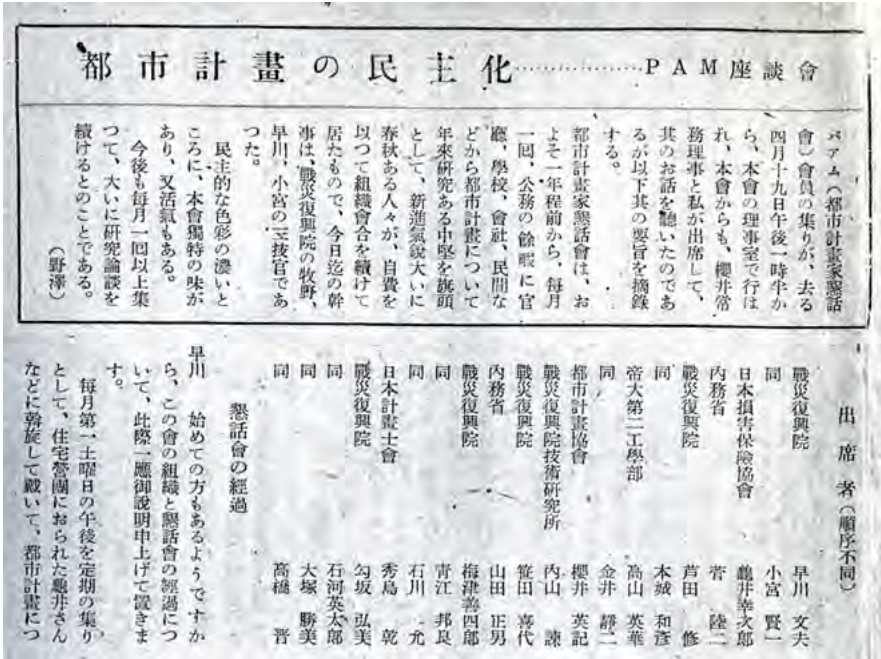 都市計畫の民主化………………PAM座談會
パアム(都市計畫家懇話
會)會員の集りが、去る
四月十九日午後一時半か
ら、本會の理事室で行は
れ、本會からも、櫻井常
務理事と私が出席して、
其のお話を聽いたのであ
るが以下其の要旨を摘錄
する。
都市計畫家懇話會は、お
よそ一年程前から、每月
一回、公務の餘暇に官
廳、學校、會社、民間な
どから都市計畫について
年來硏究ある中堅を旗頭
として、新進氣銳大いに
春秋ある人々が、自費を
以つて組織會合を續けて
居たもので、今日迄の幹
事は、戰災復興院の牧野、
早川、小宮の三技官であ
つた。
民主的な色彩の濃いと
ころに、本會獨特の味が
あり、又活氣もある。
今後も每月一回以上集
つて、大いに硏究論談を
續けるとのことである。
(野澤)
出席者(順序不同)
戰災復興院 早川文夫
同 小宮賢一
日本損害保險協會 龜井幸次郎
內務省 菅陸二
戰災復興院 芦田修
同 本城和彥
帝大第二工學部 高山英華
同 金井靜二
都市計畫協會 櫻井英記
戰災復興院技術硏究所 內山諫
戰災復興院 笹田喜代
內務省 山田正男
戰災復興院 梅津善四郎
同 靑江邦良
同 石川允
日本計畫士會 秀島乾
戰災復興院 勾坂弘美
同 石河英太郎
同 大塚勝美
同 高橋晋
懇話會の經過
早川 始めての方もあるようですか
ら、この會の組織と懇話會の經過につ
いて、此際一應御說明申上げて置きま
す。
每月第一土曜日の午後を定期の集り
として、住宅營團におられた龜井さん
などに斡旋して戴いて、都市計畫につ